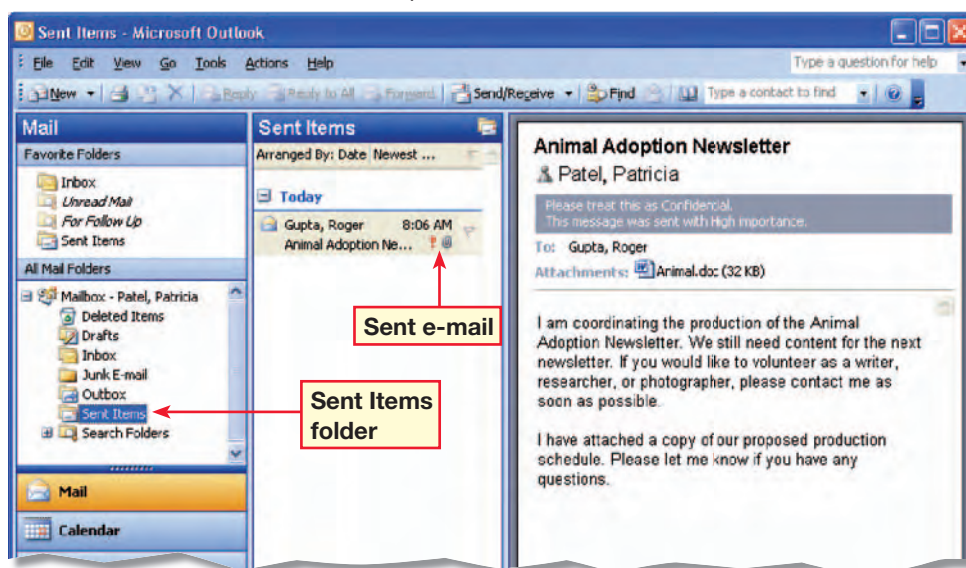 Sent Items - Microsoft Outlook
File Edit View Go Tools Actions Help
Type a question for help
New Reply Reply to All Forward Send/Receive Find Type a contact to find
Mail
Favorite Folders
Inbox
Unread Mail
For Follow Up
Sent Items
All Mail Folders
Mailbox - Patel, Patricia
Deleted Items
Drafts
Inbox
Junk E-mail
Outbox
Sent Items
Search Folders
Mail
Calendar
Sent Items
Arranged By: Date Newest ...
Today
Gupta, Roger 8:06 AM
Animal Adoption Ne...
Sent e-mail
Sent Items
folder
Animal Adoption Newsletter
Patel, Patricia
Please treat this as Confidential.
This message was sent with High importance.
To: Gupta, Roger
Attachments: Animal.doc (32 KB)
I am coordinating the production of the Animal
Adoption Newsletter. We still need content for the next
newsletter. If you would like to volunteer as a writer,
researcher, or photographer, please contact me as
soon as possible.
I have attached a copy of our proposed production
schedule. Please let me know if you have any
questions.